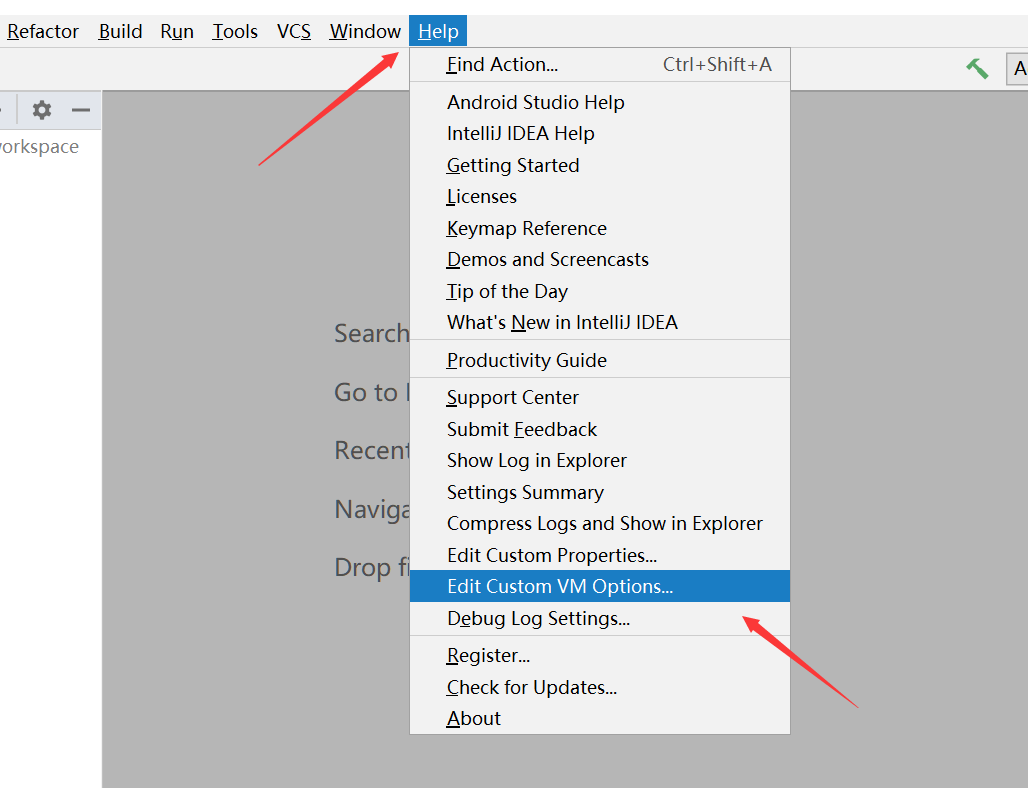 Refactor Build Run Tools VCS Window Help
Find Action... Ctrl+Shift+A
A
Android Studio Help
IntelliJ IDEA Help
orkspace
Getting Started
Licenses
Keymap Reference
Demos and Screencasts
Tip of the Day
What's New in IntelliJ IDEA
Search
Productivity Guide
Go to
Support Center
Submit Feedback
Recent
Show Log in Explorer
Settings Summary
Naviga
Compress Logs and Show in Explorer
Edit Custom Properties...
Drop fi
Edit Custom VM Options...
Debug Log Settings...
Register...
Check for Updates...
About